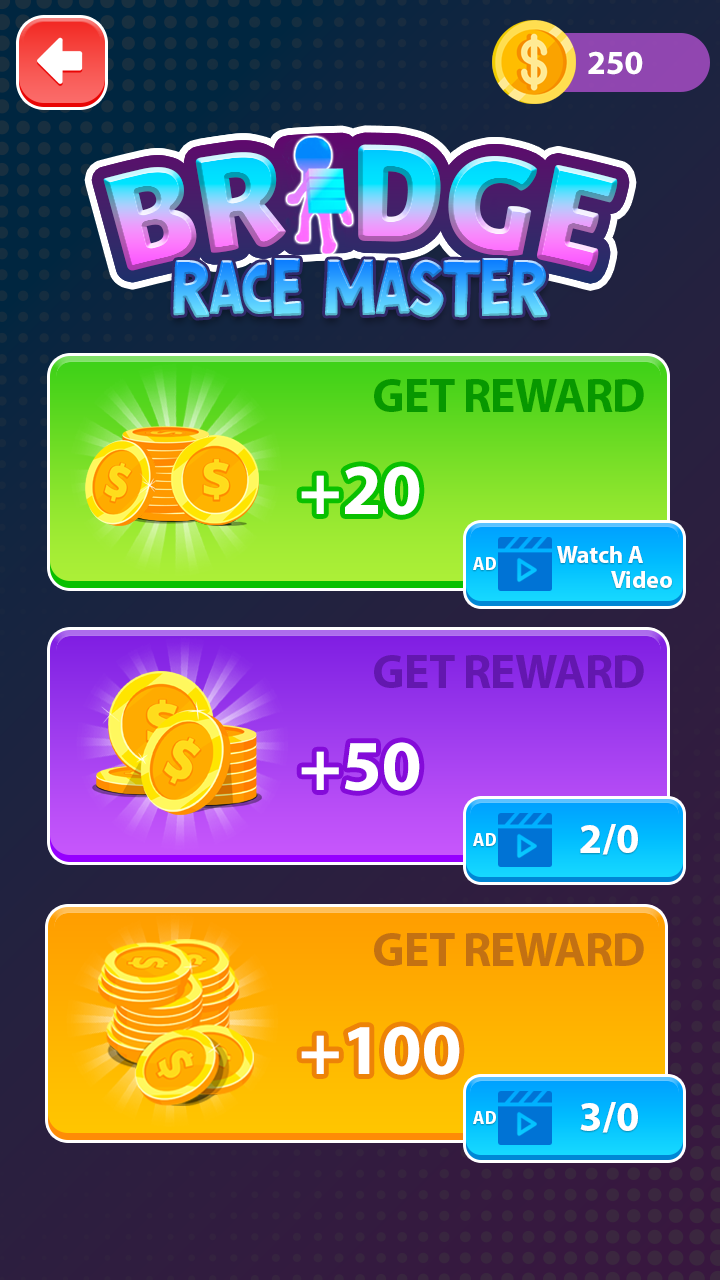 250
BRIDGE
RACE MASTER
GET REWARD
+20
AD
Watch A
Video
GET REWARD
+50
AD
2/0
GET REWARD
+100
AD
3/0